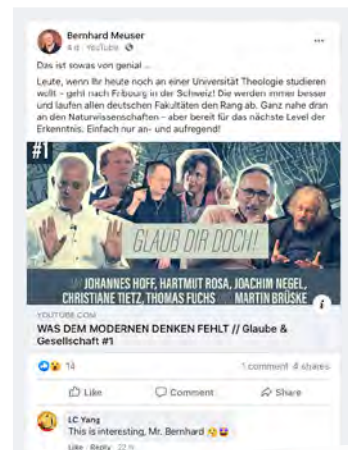 Bernhard Meuser
4 d · YouTube
Das ist sowas von genial ...
Leute, wenn Ihr heute noch an einer Universität Theologie studieren
wollt - geht nach Fribourg in der Schweiz! Die werden immer besser
und laufen allen deutschen Fakultäten den Rang ab. Ganz nahe dran
an den Naturwissenschaften - aber bereit für das nächste Level der
Erkenntnis. Einfach nur an- und aufregend!
#1
GLAUB DIR DOCH!
JOHANNES HOFF, HARTMUT ROSA, JOACHIM NEGEL,
CHRISTIANE TIETZ, THOMAS FUCHS MARTIN BRÜSKE
YOUTUBE.COM
WAS DEM MODERNEN DENKEN FEHLT // Glaube &
Gesellschaft #1
14
1 comment 4 shares
Like Comment Share
LC Yang
This is interesting, Mr. Bernhard
Like Reply 22 h